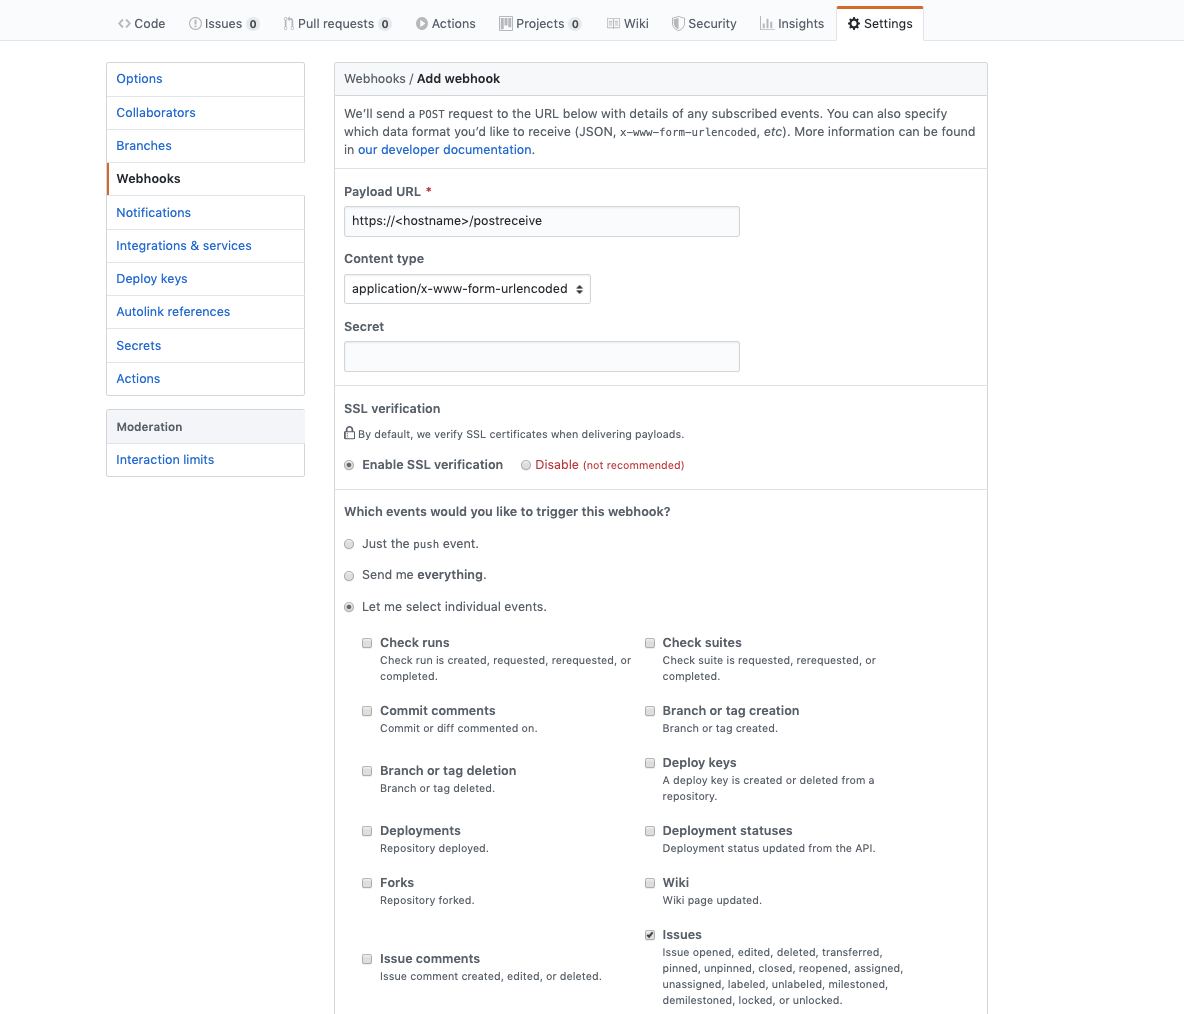 Code Issues 0 Pull requests 0 Actions Projects 0 Wiki Security Insights Settings
Options
Collaborators
Branches
Webhooks
Notifications
Integrations & services
Deploy keys
Autolink references
Secrets
Actions
Moderation
Interaction limits
Webhooks / Add webhook
We’ll send a POST request to the URL below with details of any subscribed events. You can also specify
which data format you’d like to receive (JSON, x-www-form-urlencoded, etc). More information can be found
in our developer documentation.
Payload URL *
https://<hostname>/postreceive
Content type
application/x-www-form-urlencoded
Secret
SSL verification
By default, we verify SSL certificates when delivering payloads.
Enable SSL verification Disable (not recommended)
Which events would you like to trigger this webhook?
Just the push event.
Send me everything.
Let me select individual events.
Check runs
Check run is created, requested, rerequested, or
completed.
Check suites
Check suite is requested, rerequested, or
completed.
Commit comments
Commit or diff commented on.
Branch or tag creation
Branch or tag created.
Branch or tag deletion
Branch or tag deleted.
Deploy keys
A deploy key is created or deleted from a
repository.
Deployments
Repository deployed.
Deployment statuses
Deployment status updated from the API.
Forks
Repository forked.
Wiki
Wiki page updated.
Issue comments
Issue comment created, edited, or deleted.
Issues
Issue opened, edited, deleted, transferred,
pinned, unpinned, closed, reopened, assigned,
unassigned, labeled, unlabeled, milestoned,
demilestoned, locked, or unlocked.